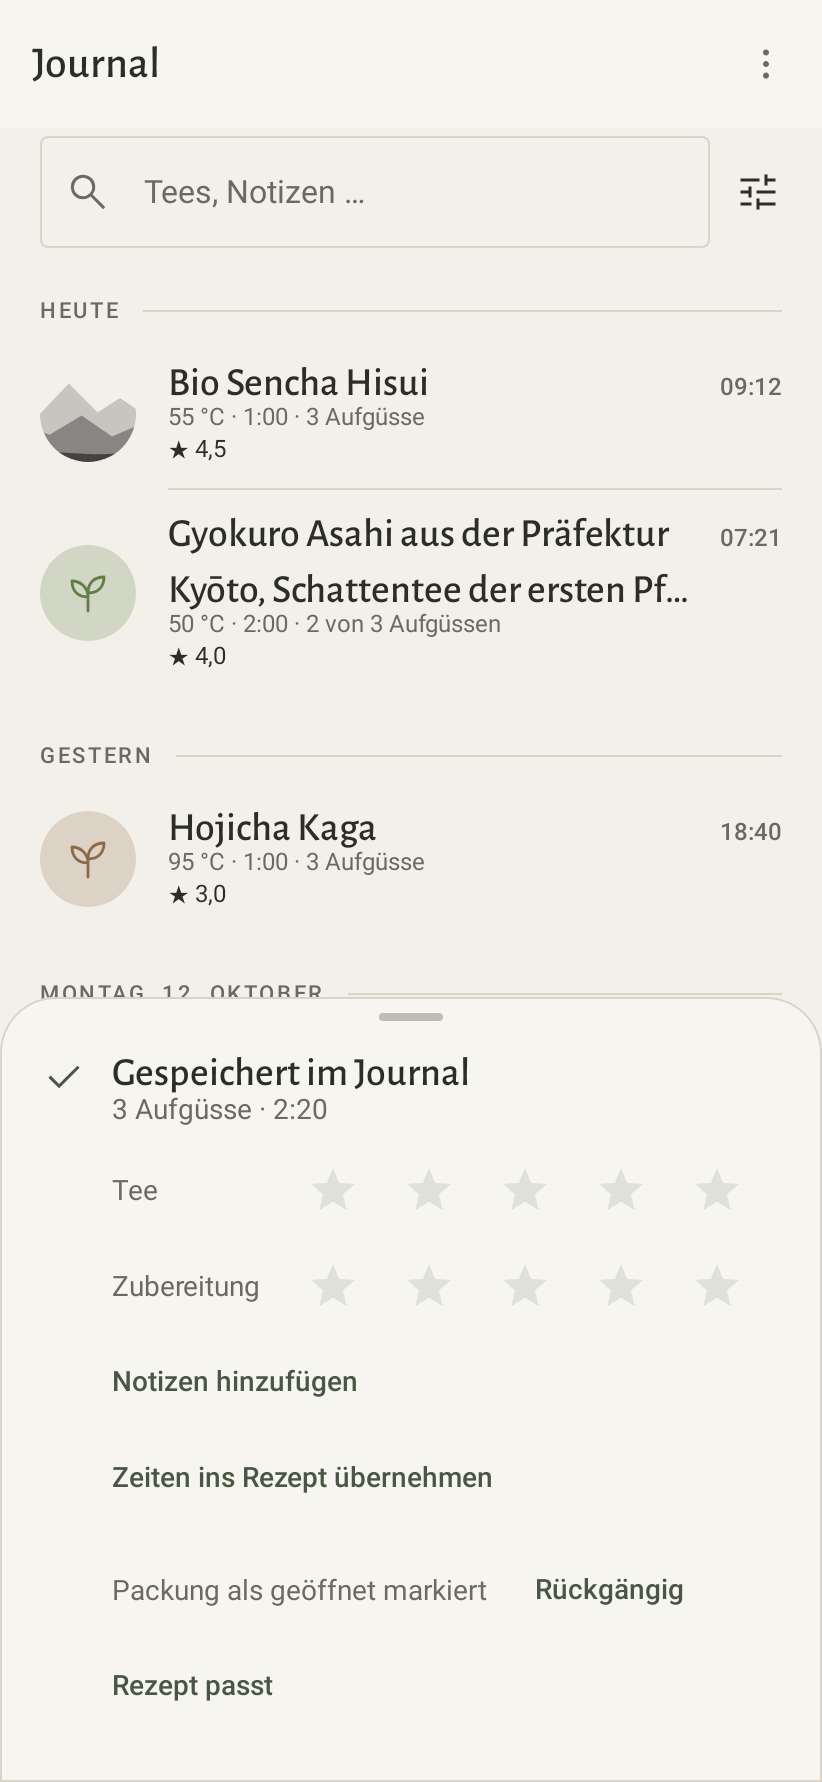 Journal
Tees, Notizen ...
HEUTE
Bio Sencha Hisui
09:12
55 °C · 1:00 · 3 Aufgüsse
★ 4,5
Gyokuro Asahi aus der Präfektur
07:21
Kyōto, Schattentee der ersten Pf...
50 °C · 2:00 · 2 von 3 Aufgüssen
★ 4,0
GESTERN
Hojicha Kaga
18:40
95 °C · 1:00 · 3 Aufgüsse
★ 3,0
MONTAG, 12. OKTOBER
Gespeichert im Journal
3 Aufgüsse · 2:20
Tee
Zubereitung
Notizen hinzufügen
Zeiten ins Rezept übernehmen
Packung als geöffnet markiert
Rückgängig
Rezept passt